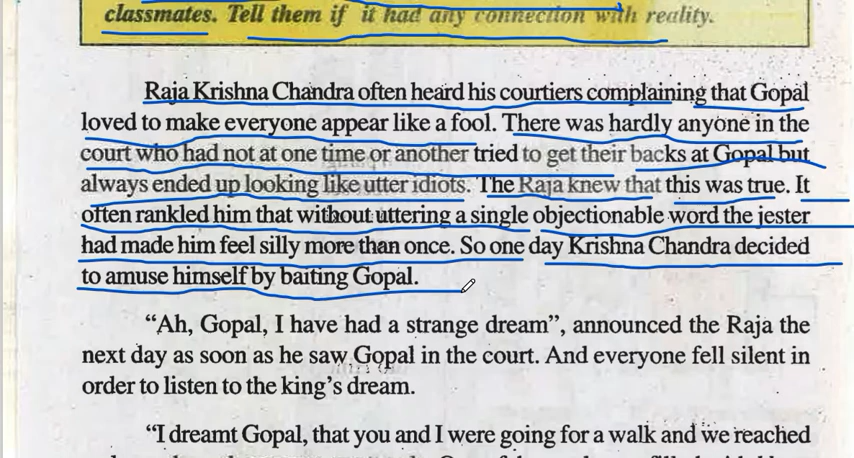 classmates. Tell them if it had any connection with reality.
Raja Krishna Chandra often heard his courtiers complaining that Gopal
loved to make everyone appear like a fool. There was hardly anyone in the
court who had not at one time or another tried to get their backs at Gopal but
always ended up looking like utter idiots. The Raja knew that this was true. It
often rankled him that without uttering a single objectionable word the jester
had made him feel silly more than once. So one day Krishna Chandra decided
to amuse himself by baiting Gopal.
“Ah, Gopal, I have had a strange dream”, announced the Raja the
next day as soon as he saw Gopal in the court. And everyone fell silent in
order to listen to the king's dream.
“I dreamt Gopal, that you and I were going for a walk and we reached